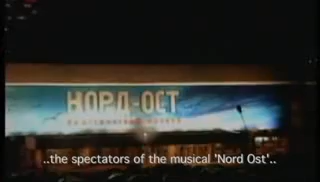 НОРД-ОСТ
..the spectators of the musical 'Nord Ost'..